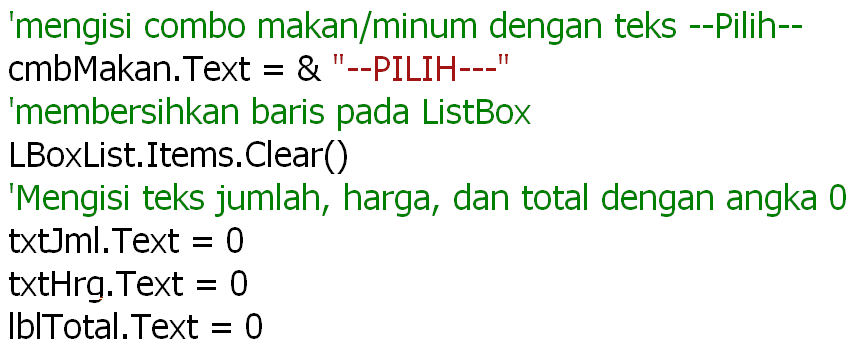 'mengisi combo makan/minum dengan teks --Pilih--
cmbMakan.Text = & "--PILIH---"
'membersihkan baris pada ListBox
LBoxList.Items.Clear()
'Mengisi teks jumlah, harga, dan total dengan angka 0
txtJml.Text = 0
txtHrg.Text = 0
lblTotal.Text = 0